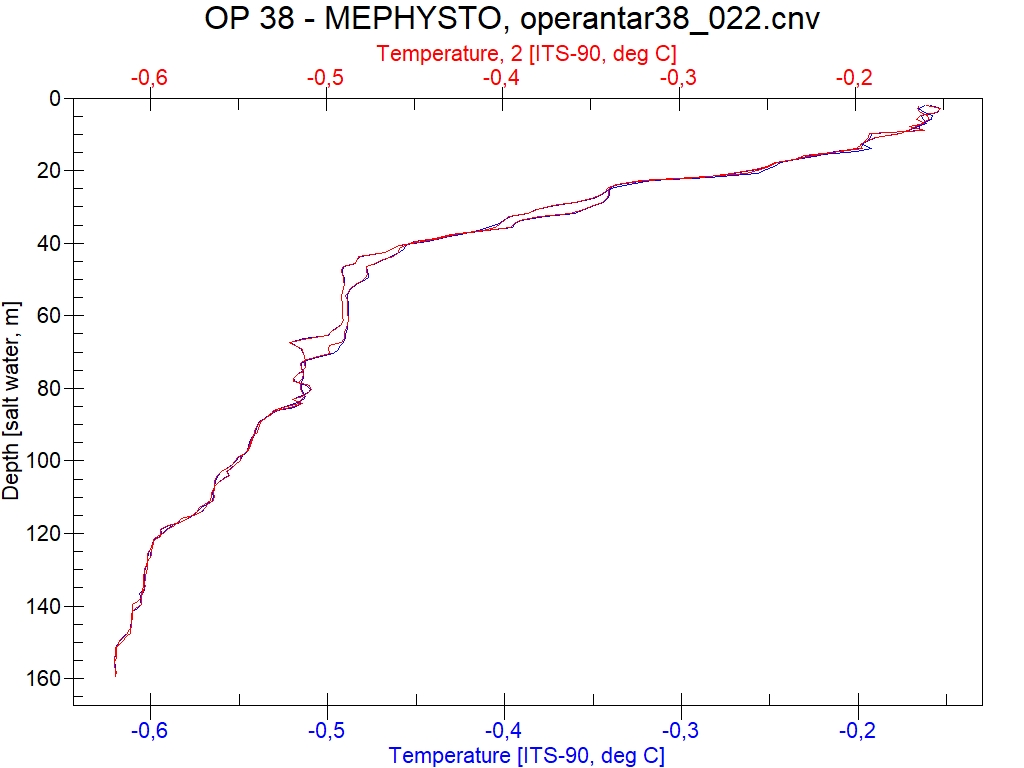 OP 38 - MEPHYSTO, operantar38_022.cnv
Temperature, 2 [ITS-90, deg C]
-0,6 -0,5 -0,4 -0,3 -0,2
0
20
40
60
80
100
120
140
160
Depth [salt water, m]
-0,6 -0,5 -0,4 -0,3 -0,2
Temperature [ITS-90, deg C]